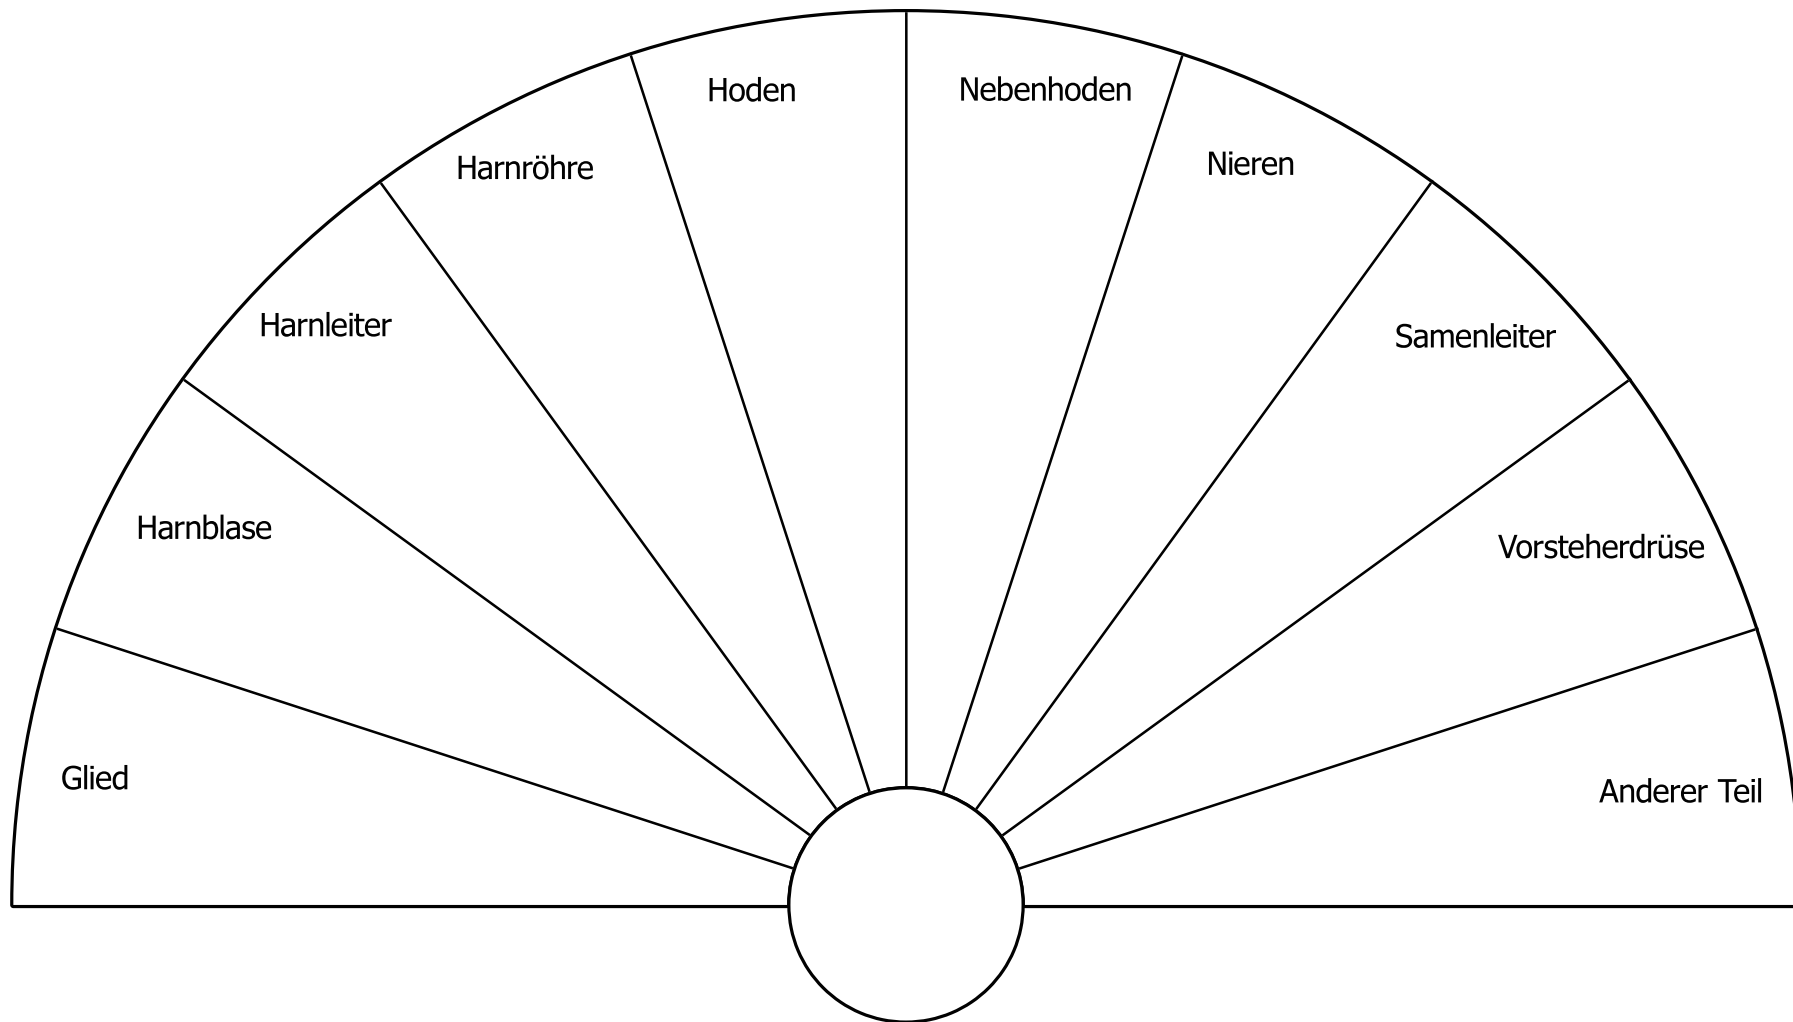 Glied
Harnblase
Harnleiter
Harnröhre
Hoden
Nebenhoden
Nieren
Samenleiter
Vorsteherdrüse
Anderer Teil